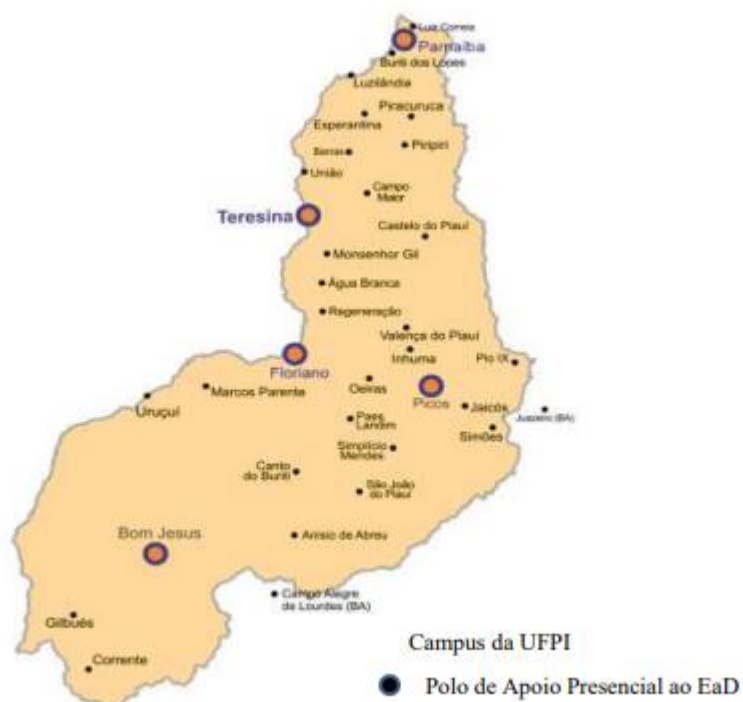 Luis Correia
Parnaíba
Buriti dos Lopes
Luzilândia
Piracuruca
Esperantina
Barras
Piripiri
União
Campo
Maior
Teresina
Castelo do Piauí
Monsenhor Gil
Água Branca
Regeneração
Valença do Piauí
Inhuma
Pio IX
Floriano
Oeiras
Picos
Marcos Parente
Uruçuí
Jaicós
Juazeiro (BA)
Paes
Landim
Simões
Simplício
Mendes
Canto
do Buriti
São João
do Piauí
Bom Jesus
Anisio de Abreu
Campo Alegre
de Lourdes (BA)
Gilbués
Corrente
Campus da UFPI
Polo de Apoio Presencial ao EaD